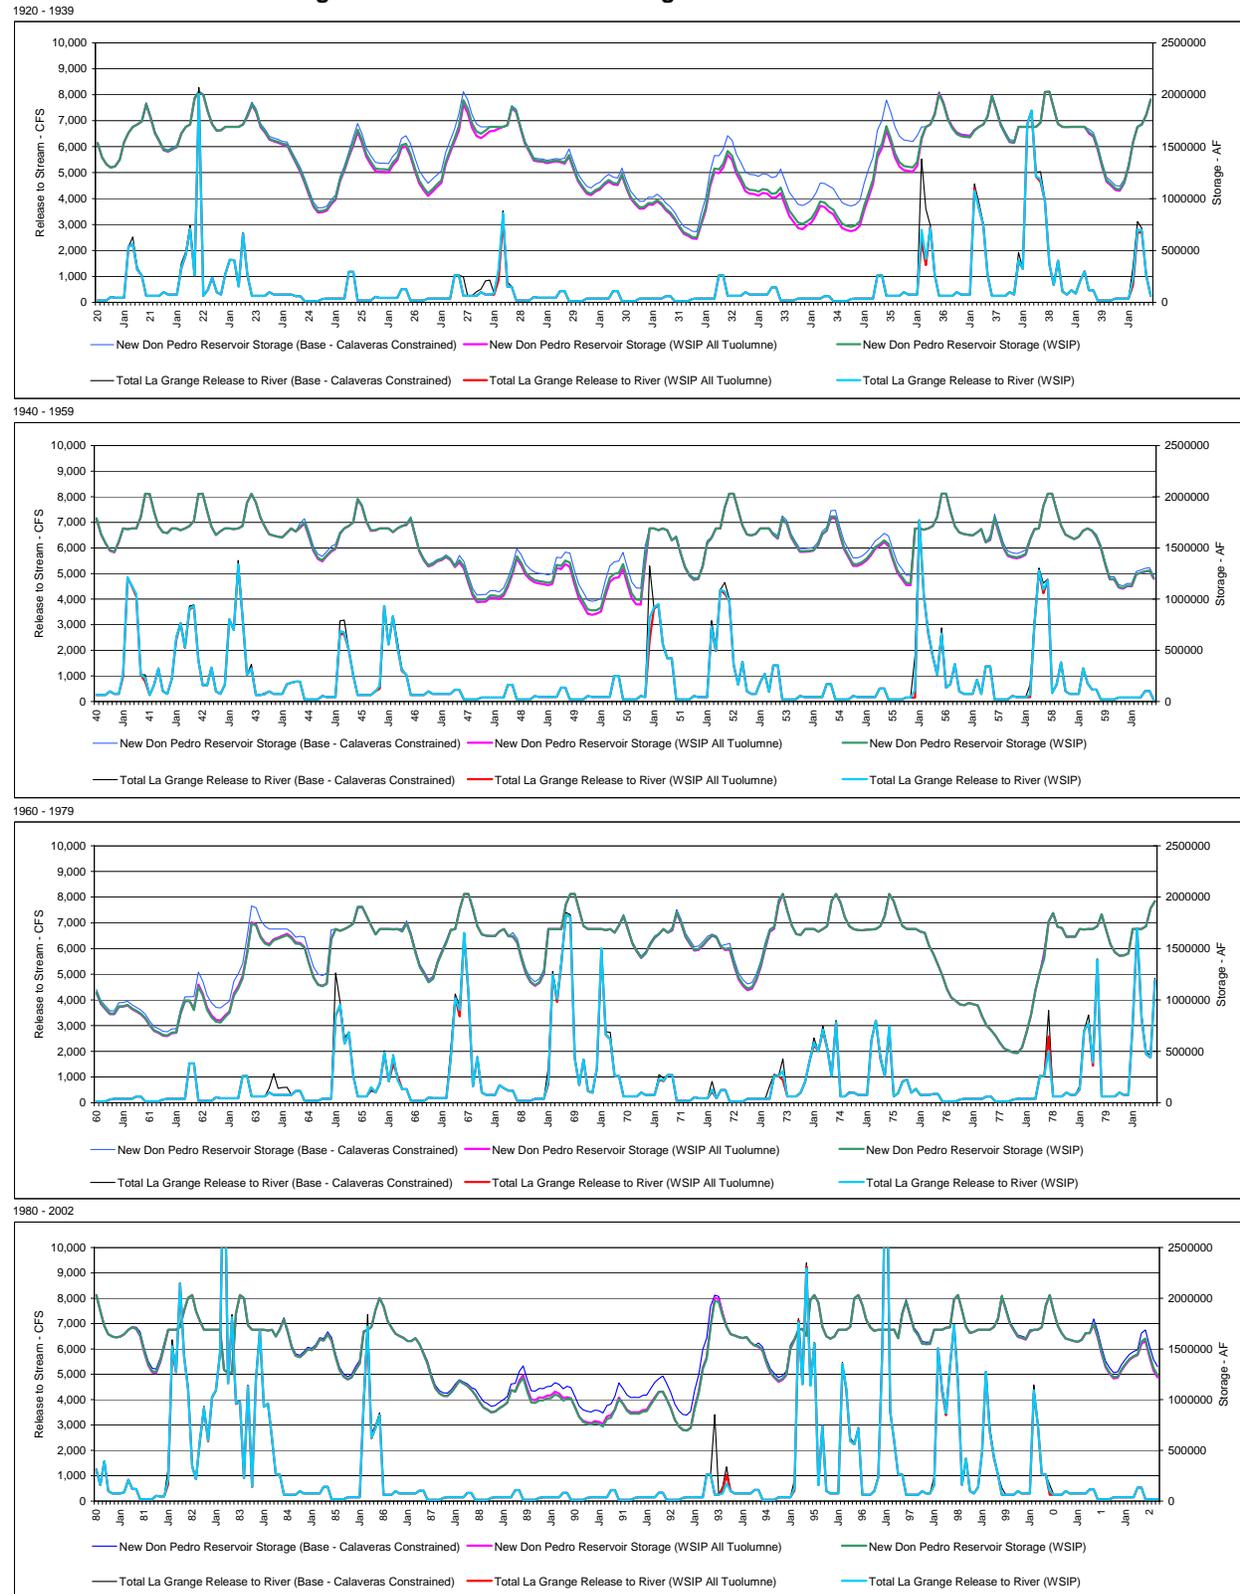 1920 - 1939
10,000 2500000
9,000
8,000 2000000
7,000
6,000 1500000
5,000
4,000 1000000
3,000
2,000 500000
1,000
0 0
Release to Stream - CFS
Storage - AF
20 Jan 21 Jan 22 Jan 23 Jan 24 Jan 25 Jan 26 Jan 27 Jan 28 Jan 29 Jan 30 Jan 31 Jan 32 Jan 33 Jan 34 Jan 35 Jan 36 Jan 37 Jan 38 Jan 39 Jan
New Don Pedro Reservoir Storage (Base - Calaveras Constrained) New Don Pedro Reservoir Storage (WSIP All Tuolumne) New Don Pedro Reservoir Storage (WSIP)
Total La Grange Release to River (Base - Calaveras Constrained) Total La Grange Release to River (WSIP All Tuolumne) Total La Grange Release to River (WSIP)
1940 - 1959
10,000 2500000
9,000
8,000 2000000
7,000
6,000 1500000
5,000
4,000 1000000
3,000
2,000 500000
1,000
0 0
Release to Stream - CFS
Storage - AF
40 Jan 41 Jan 42 Jan 43 Jan 44 Jan 45 Jan 46 Jan 47 Jan 48 Jan 49 Jan 50 Jan 51 Jan 52 Jan 53 Jan 54 Jan 55 Jan 56 Jan 57 Jan 58 Jan 59 Jan
New Don Pedro Reservoir Storage (Base - Calaveras Constrained) New Don Pedro Reservoir Storage (WSIP All Tuolumne) New Don Pedro Reservoir Storage (WSIP)
Total La Grange Release to River (Base - Calaveras Constrained) Total La Grange Release to River (WSIP All Tuolumne) Total La Grange Release to River (WSIP)
1960 - 1979
10,000 2500000
9,000
8,000 2000000
7,000
6,000 1500000
5,000
4,000 1000000
3,000
2,000 500000
1,000
0 0
Release to Stream - CFS
Storage - AF
60 Jan 61 Jan 62 Jan 63 Jan 64 Jan 65 Jan 66 Jan 67 Jan 68 Jan 69 Jan 70 Jan 71 Jan 72 Jan 73 Jan 74 Jan 75 Jan 76 Jan 77 Jan 78 Jan 79 Jan
New Don Pedro Reservoir Storage (Base - Calaveras Constrained) New Don Pedro Reservoir Storage (WSIP All Tuolumne) New Don Pedro Reservoir Storage (WSIP)
Total La Grange Release to River (Base - Calaveras Constrained) Total La Grange Release to River (WSIP All Tuolumne) Total La Grange Release to River (WSIP)
1980 - 2002
10,000 2500000
9,000
8,000 2000000
7,000
6,000 1500000
5,000
4,000 1000000
3,000
2,000 500000
1,000
0 0
Release to Stream - CFS
Storage - AF
80 Jan 81 Jan 82 Jan 83 Jan 84 Jan 85 Jan 86 Jan 87 Jan 88 Jan 89 Jan 90 Jan 91 Jan 92 Jan 93 Jan 94 Jan 95 Jan 96 Jan 97 Jan 98 Jan 99 Jan 0 Jan 1 Jan 2
New Don Pedro Reservoir Storage (Base - Calaveras Constrained) New Don Pedro Reservoir Storage (WSIP All Tuolumne) New Don Pedro Reservoir Storage (WSIP)
Total La Grange Release to River (Base - Calaveras Constrained) Total La Grange Release to River (WSIP All Tuolumne) Total La Grange Release to River (WSIP)